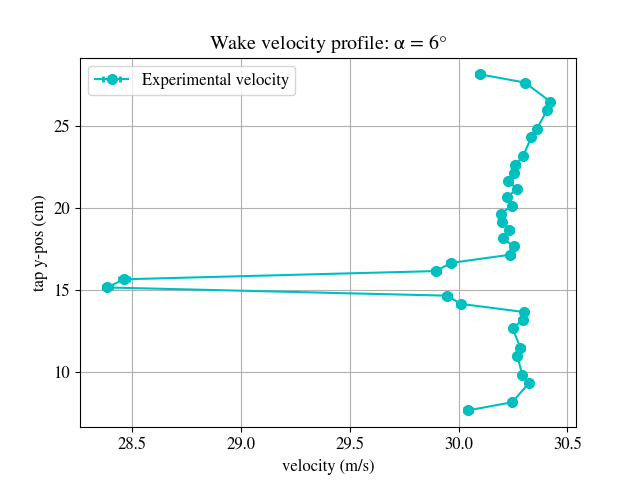 Wake velocity profile: α = 6°
Experimental velocity
tap y-pos (cm)
25
20
15
10
28.5 29.0 29.5 30.0 30.5
velocity (m/s)